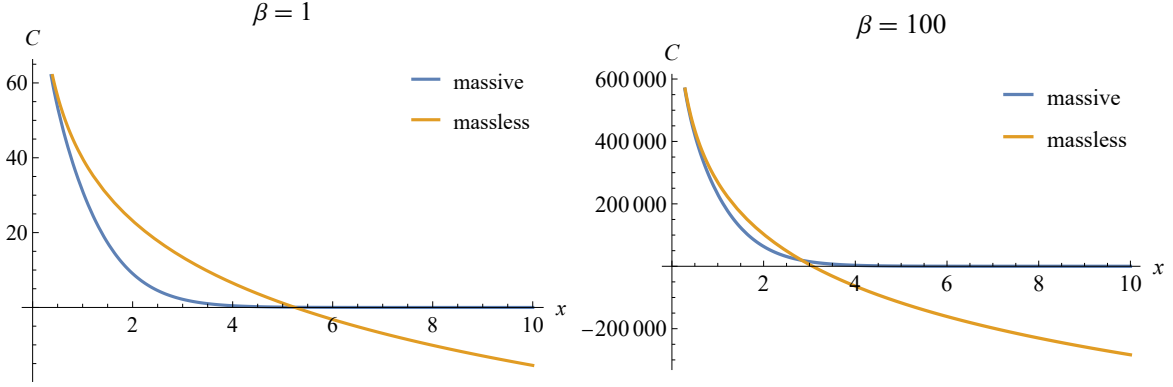 β = 1
C
60
40
20
2 4 6 8 10 x
massive
massless
β = 100
C
600 000
400 000
200 000
−200 000
2 4 6 8 10 x
massive
massless